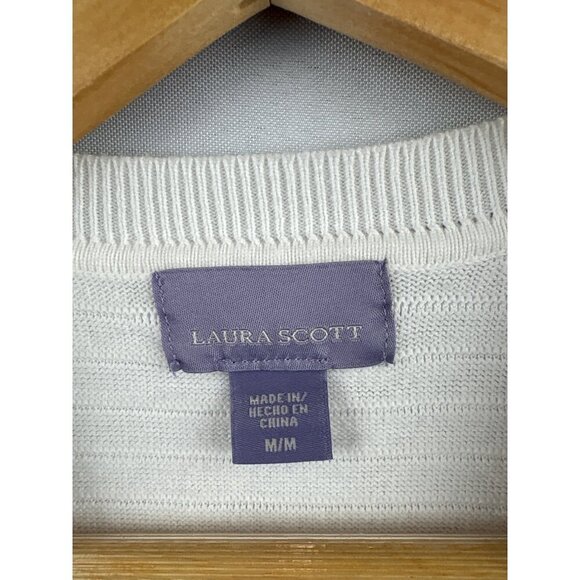 LAURA SCOTT
MADE IN/
HECHO EN
CHINA
M/M